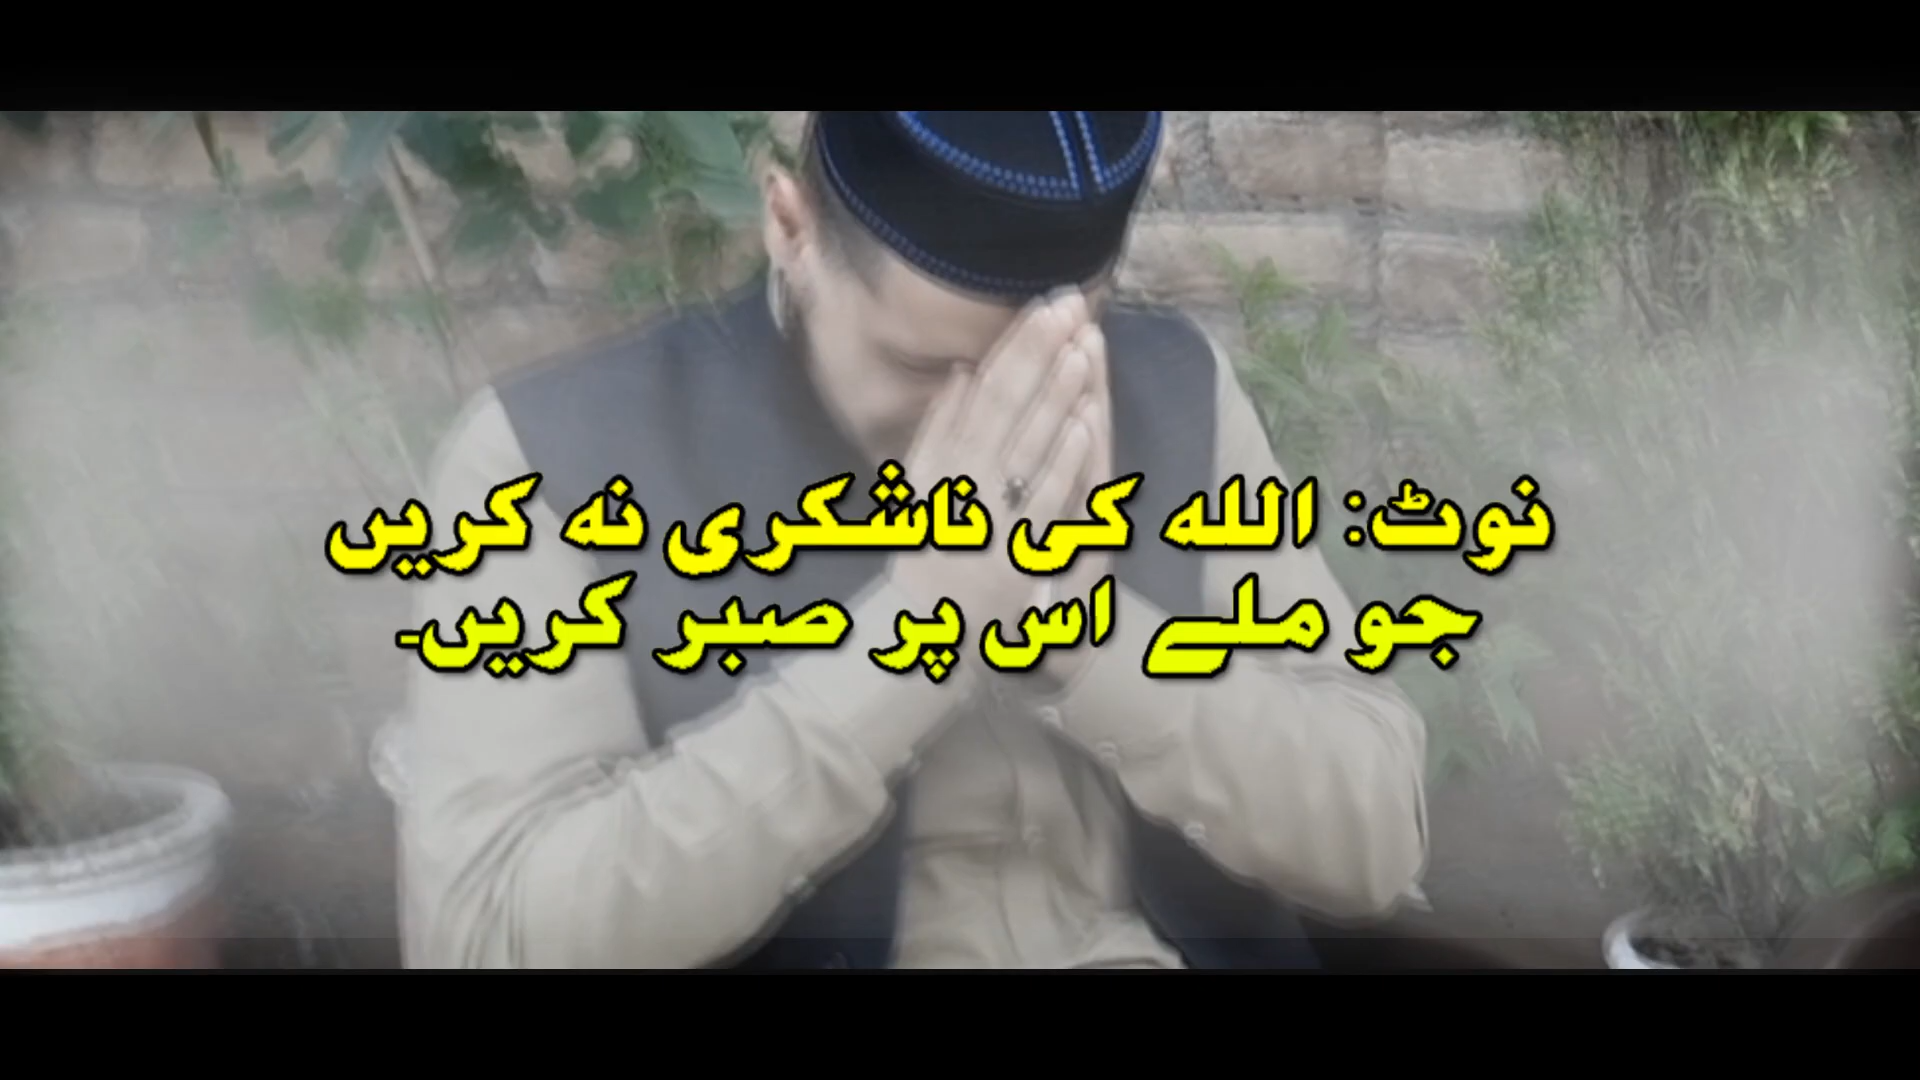 نوٹ: اللہ کی ناشکری نہ کریں
جو ملے اس پر صبر کریں۔